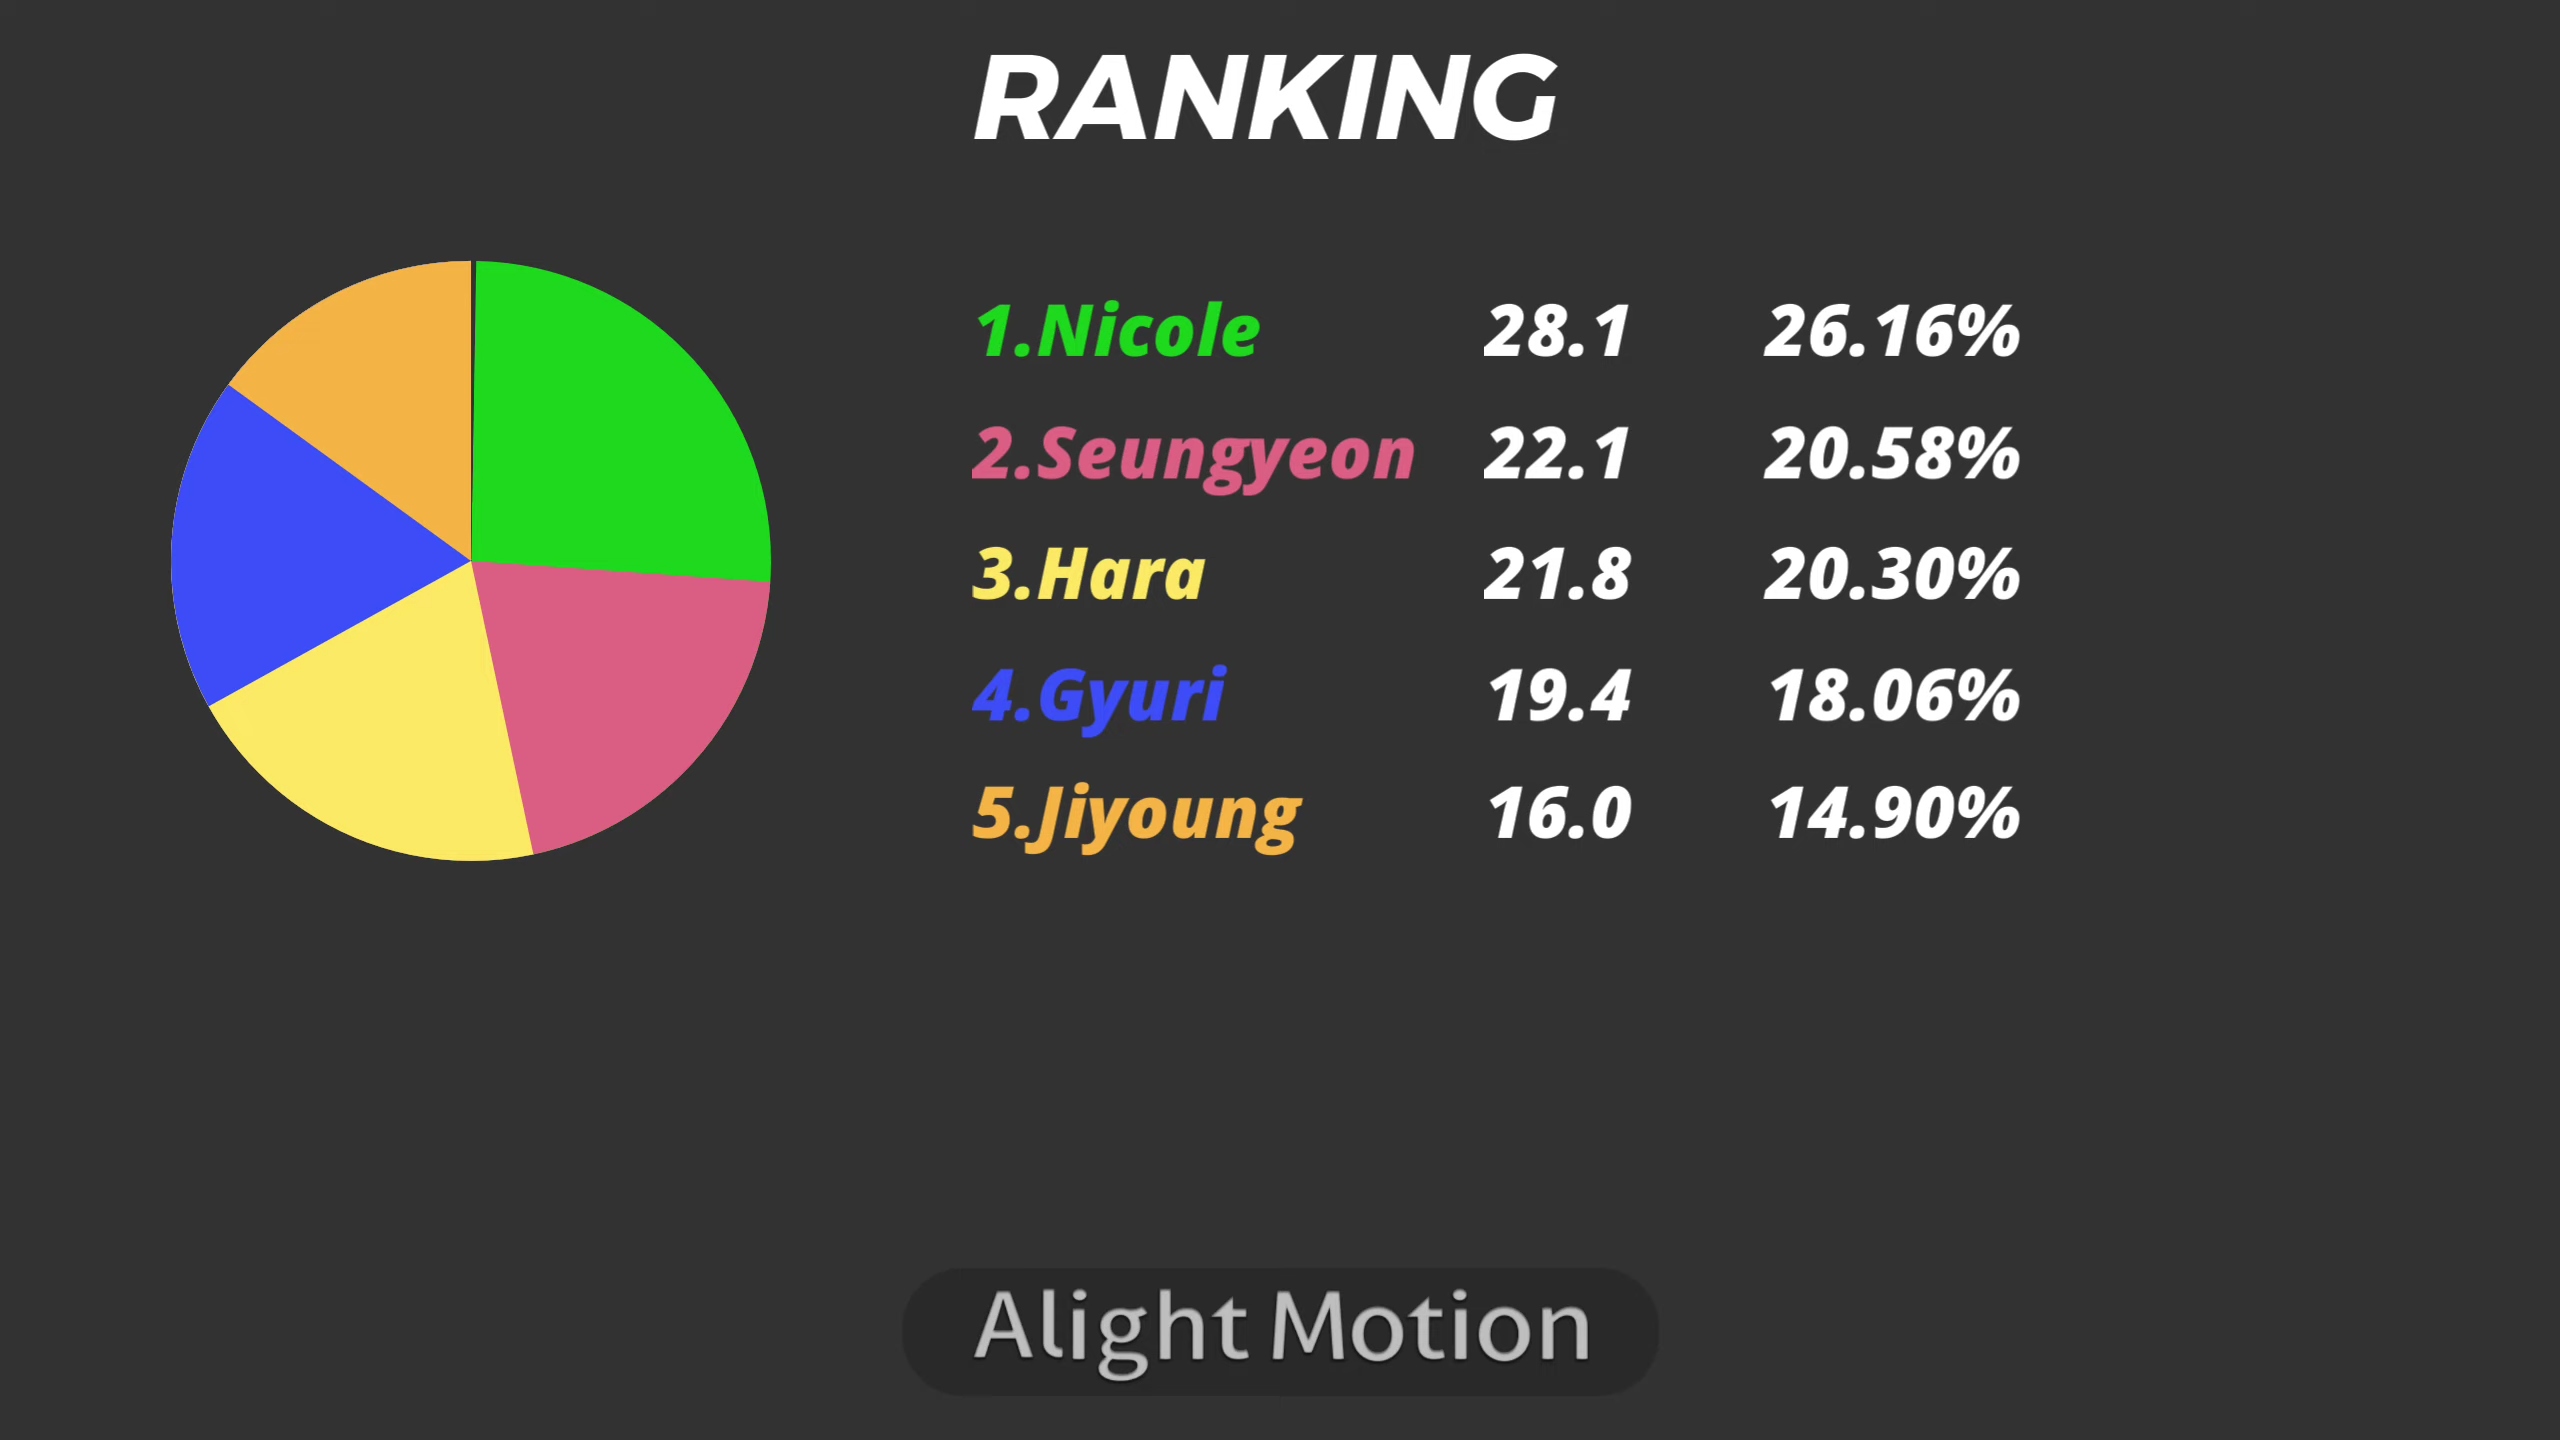 RANKING
1.Nicole 28.1 26.16%
2.Seungyeon 22.1 20.58%
3.Hara 21.8 20.30%
4.Gyuri 19.4 18.06%
5.Jiyoung 16.0 14.90%
Alight Motion